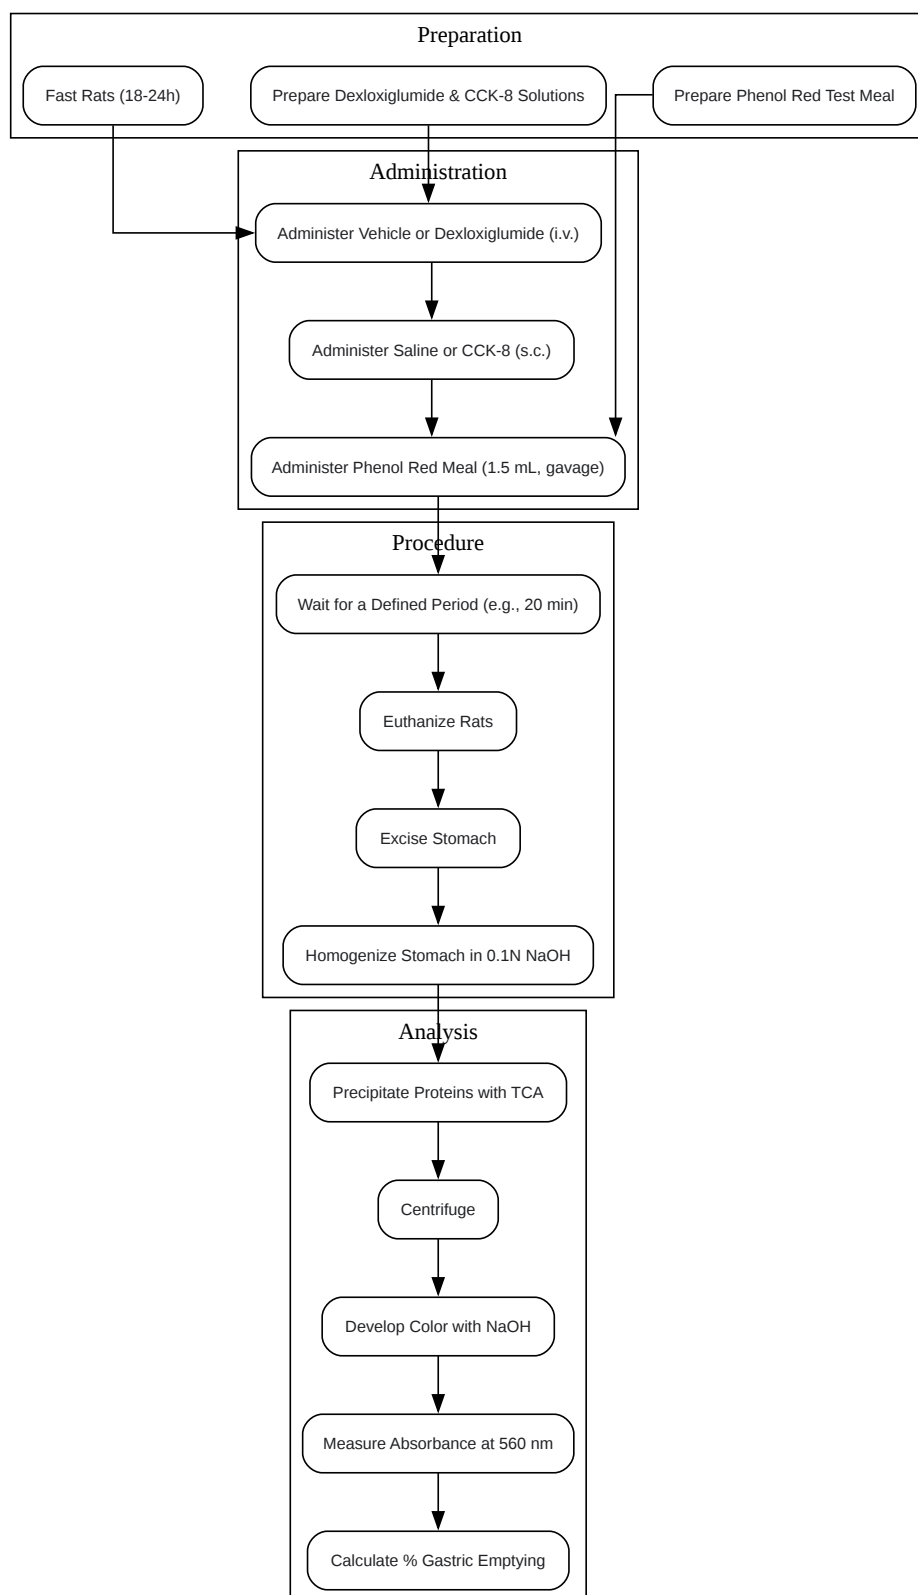 Preparation
Fast Rats (18-24h)
Prepare Dexloxiglumide & CCK-8 Solutions
Prepare Phenol Red Test Meal
Administration
Administer Vehicle or Dexloxiglumide (i.v.)
Administer Saline or CCK-8 (s.c.)
Administer Phenol Red Meal (1.5 mL, gavage)
Procedure
Wait for a Defined Period (e.g., 20 min)
Euthanize Rats
Excise Stomach
Homogenize Stomach in 0.1N NaOH
Analysis
Precipitate Proteins with TCA
Centrifuge
Develop Color with NaOH
Measure Absorbance at 560 nm
Calculate % Gastric Emptying